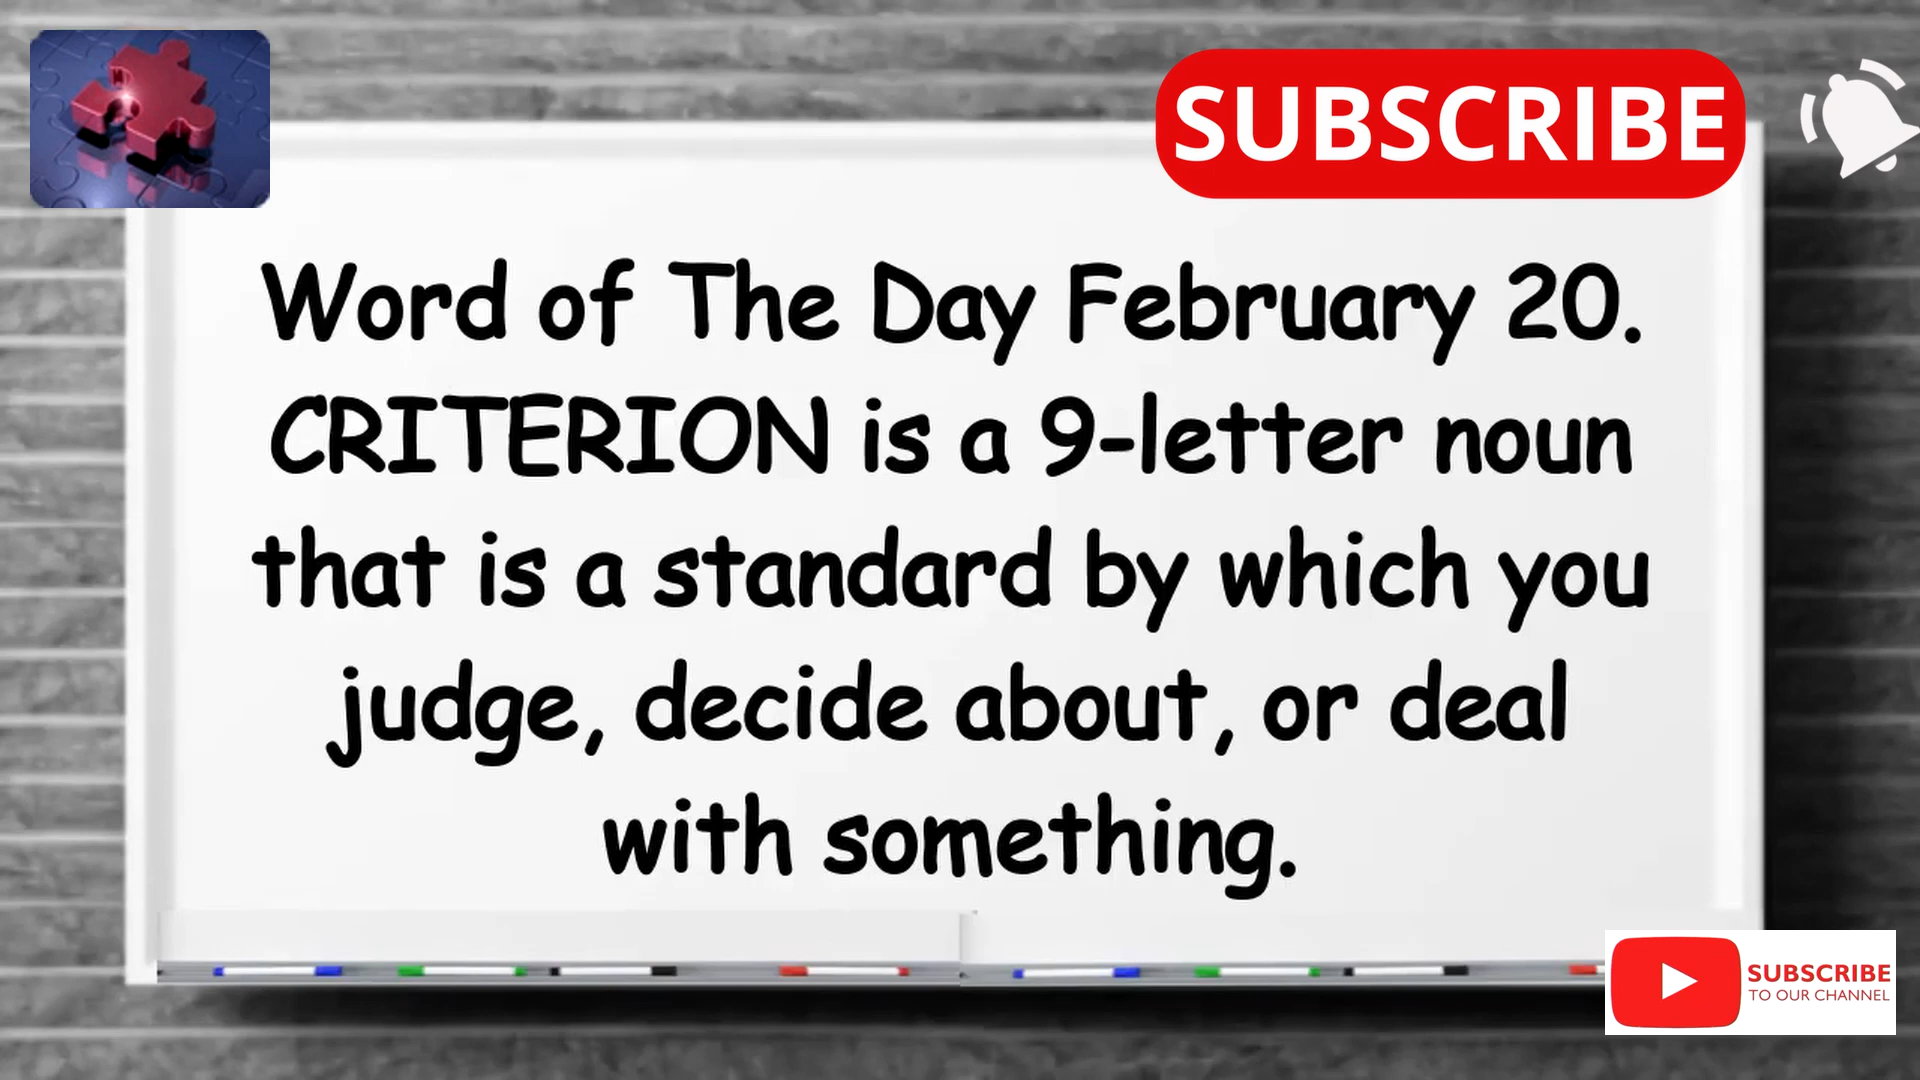 SUBSCRIBE
Word of The Day February 20.
CRITERION is a 9-letter noun
that is a standard by which you
judge, decide about, or deal
with something.
SUBSCRIBE
TO OUR CHANNEL